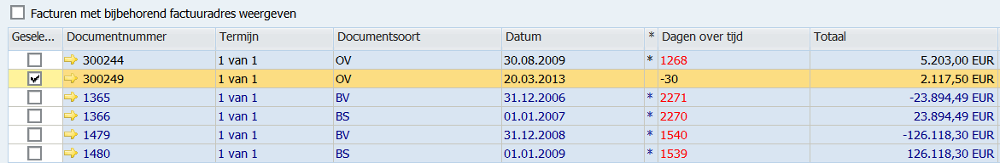 Facturen met bijbehorend factuuradres weergeven
Gesele... Documentnummer Termijn Documentsoort Datum * Dagen over tijd Totaal
300244 1 van 1 OV 30.08.2009 * 1268 5.203,00 EUR
300249 1 van 1 OV 20.03.2013 -30 2.117,50 EUR
1365 1 van 1 BV 31.12.2006 * 2271 -23.894,49 EUR
1366 1 van 1 BS 01.01.2007 * 2270 23.894,49 EUR
1479 1 van 1 BV 31.12.2008 * 1540 -126.118,30 EUR
1480 1 van 1 BS 01.01.2009 * 1539 126.118,30 EUR